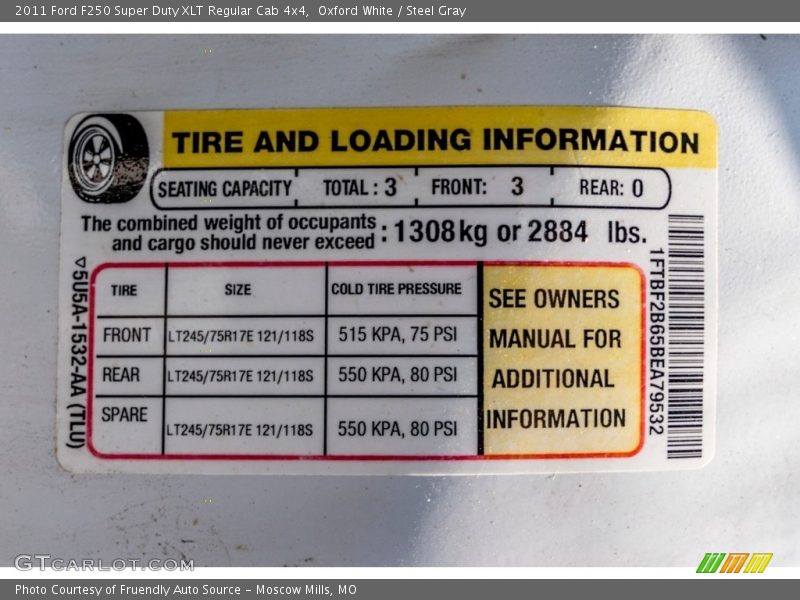 2011 Ford F250 Super Duty XLT Regular Cab 4x4,  Oxford White / Steel Gray
TIRE AND LOADING INFORMATION
SEATING CAPACITY TOTAL : 3 FRONT: 3 REAR: 0
The combined weight of occupants
and cargo should never exceed : 1308kg or 2884 lbs.
TIRE SIZE COLD TIRE PRESSURE
FRONT LT245/75R17E 121/118S 515 KPA, 75 PSI
REAR LT245/75R17E 121/118S 550 KPA, 80 PSI
SPARE LT245/75R17E 121/118S 550 KPA, 80 PSI
SEE OWNERS
MANUAL FOR
ADDITIONAL
INFORMATION
▽5U5A-1532-AA (TLU)
1FTBF2B65BEA79532
GTCARLOT.COM
Photo Courtesy of Fruendly Auto Source – Moscow Mills, MO